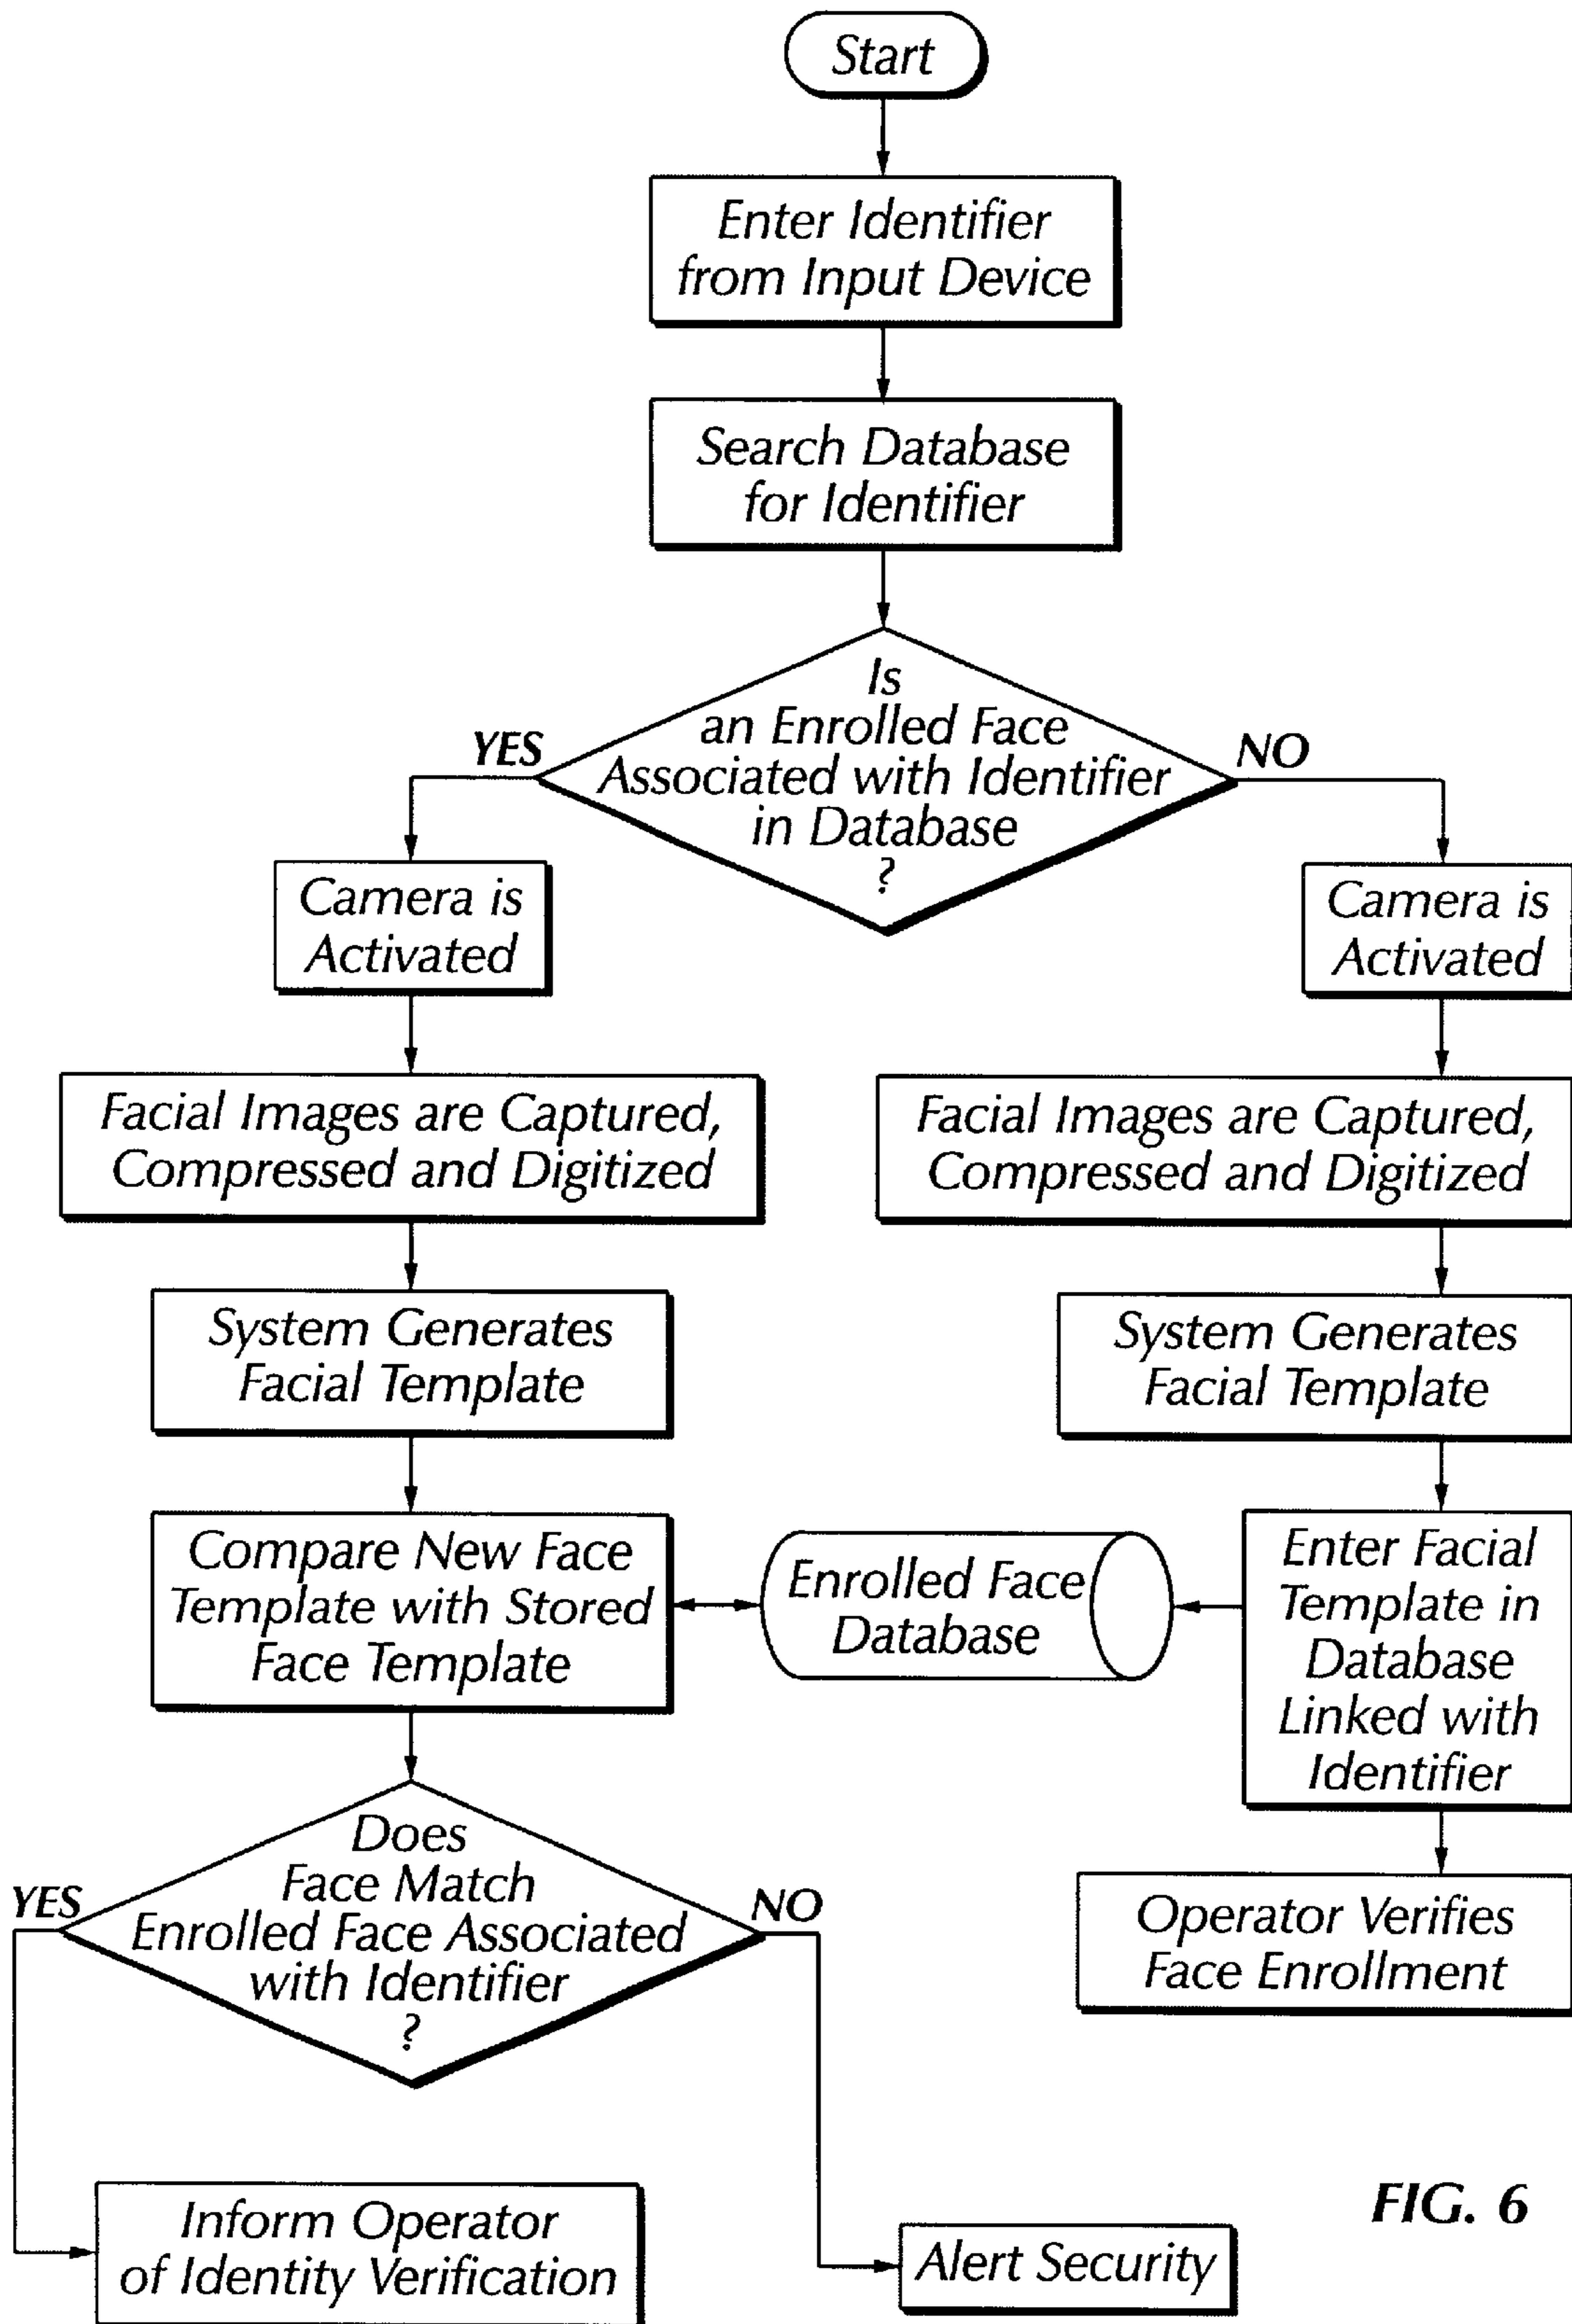 Start
Enter Identifier
from Input Device
Search Database
for Identifier
Is
an Enrolled Face
Associated with Identifier
in Database
?
YES
NO
Camera is
Activated
Camera is
Activated
Facial Images are Captured,
Compressed and Digitized
Facial Images are Captured,
Compressed and Digitized
System Generates
Facial Template
System Generates
Facial Template
Compare New Face
Template with Stored
Face Template
Enrolled Face
Database
Enter Facial
Template in
Database
Linked with
Identifier
Does
Face Match
Enrolled Face Associated
with Identifier
?
YES
NO
Operator Verifies
Face Enrollment
Inform Operator
of Identity Verification
Alert Security
FIG. 6